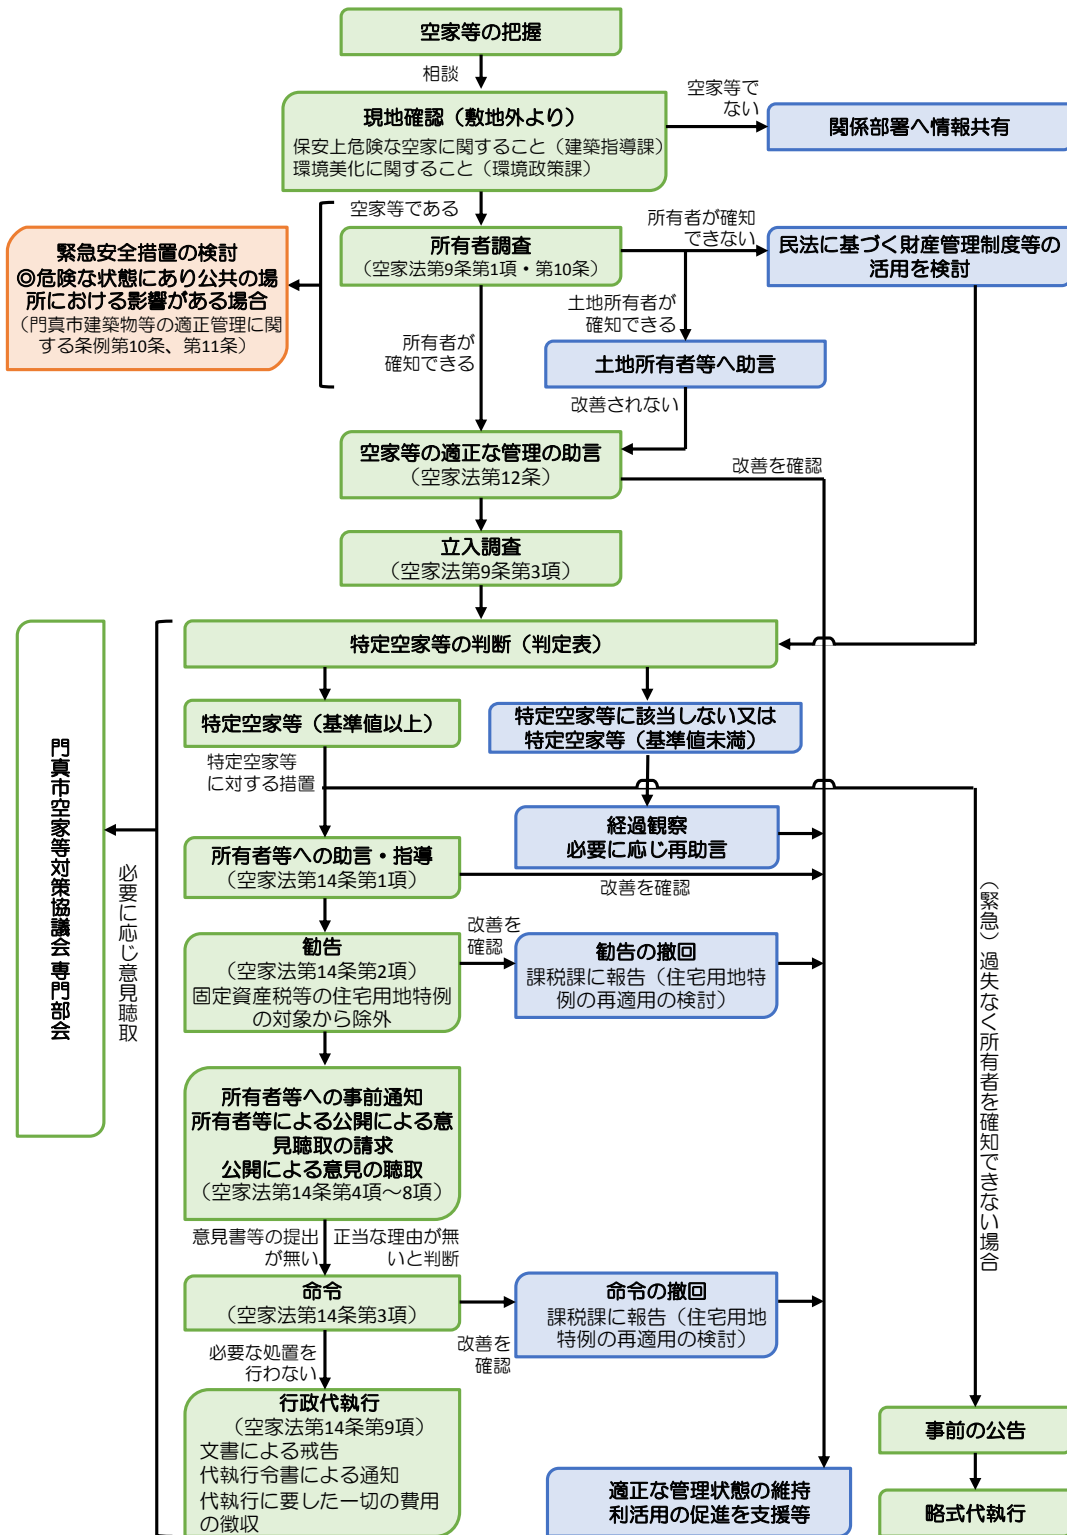 空家等の把握
相談
現地確認（敷地外より）
保安上危険な空家に関すること（建築指導課）
環境美化に関すること（環境政策課）
空家等で
ない
関係部署へ情報共有
空家等である
所有者調査
（空家法第9条第1項・第10条）
所有者が確知
できない
民法に基づく財産管理制度等の
活用を検討
緊急安全措置の検討
◎危険な状態にあり公共の場
所における影響がある場合
（門真市建築物等の適正管理に関
する条例第10条、第11条）
土地所有者が
確知できる
所有者が
確知できる
土地所有者等へ助言
改善されない
空家等の適正な管理の助言
（空家法第12条）
改善を確認
立入調査
（空家法第9条第3項）
特定空家等の判断（判定表）
特定空家等（基準値以上）
特定空家等に該当しない又は
特定空家等（基準値未満）
特定空家等
に対する措置
経過観察
必要に応じ再助言
所有者等への助言・指導
（空家法第14条第1項）
改善を確認
門真市空家等対策協議会 専門部会
必要に応じ意見聴取
勧告
（空家法第14条第2項）
固定資産税等の住宅用地特例
の対象から除外
改善を
確認
勧告の撤回
課税課に報告（住宅用地特
例の再適用の検討）
（緊急）過失なく所有者を確知できない場合
所有者等への事前通知
所有者等による公開による意
見聴取の請求
公開による意見の聴取
（空家法第14条第4項～8項）
意見書等の提出
が無い
正当な理由が無
いと判断
命令
（空家法第14条第3項）
改善を
確認
命令の撤回
課税課に報告（住宅用地
特例の再適用の検討）
必要な処置を
行わない
行政代執行
（空家法第14条第9項）
文書による戒告
代執行令書による通知
代執行に要した一切の費用
の徴収
適正な管理状態の維持
利活用の促進を支援等
事前の公告
略式代執行